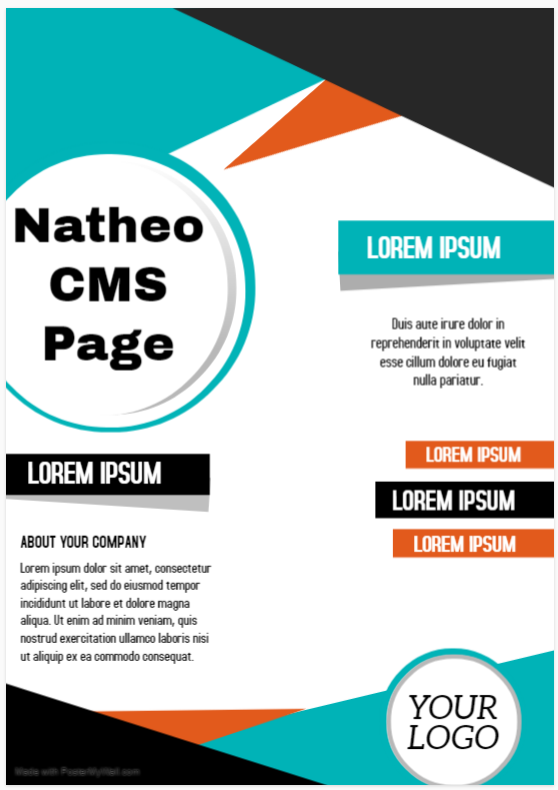 Natheo
CMS
Page
LOREM IPSUM
Duis aute irure dolor in
reprehenderit in voluptate velit
esse cillum dolore eu fugiat
nulla pariatur.
LOREM IPSUM
LOREM IPSUM
LOREM IPSUM
LOREM IPSUM
ABOUT YOUR COMPANY
Lorem ipsum dolor sit amet, consectetur
adipiscing elit, sed do eiusmod tempor
incididunt ut labore et dolore magna
aliqua. Ut enim ad minim veniam, quis
nostrud exercitation ullamco laboris nisi
ut aliquip ex ea commodo consequat.
YOUR
LOGO
Made with PosterMyWall.com